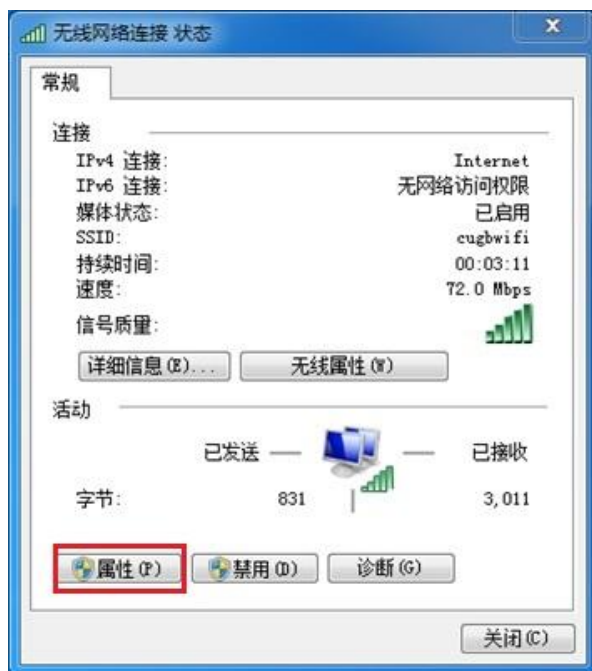 无线网络连接 状态
常规
连接
IPv4 连接: Internet
IPv6 连接: 无网络访问权限
媒体状态: 已启用
SSID: cugbwifi
持续时间: 00:03:11
速度: 72.0 Mbps
信号质量:
详细信息(E)... 无线属性(W)
活动
已发送 — — 已接收
字节: 831 3,011
属性(P) 禁用(D) 诊断(G)
关闭(C)